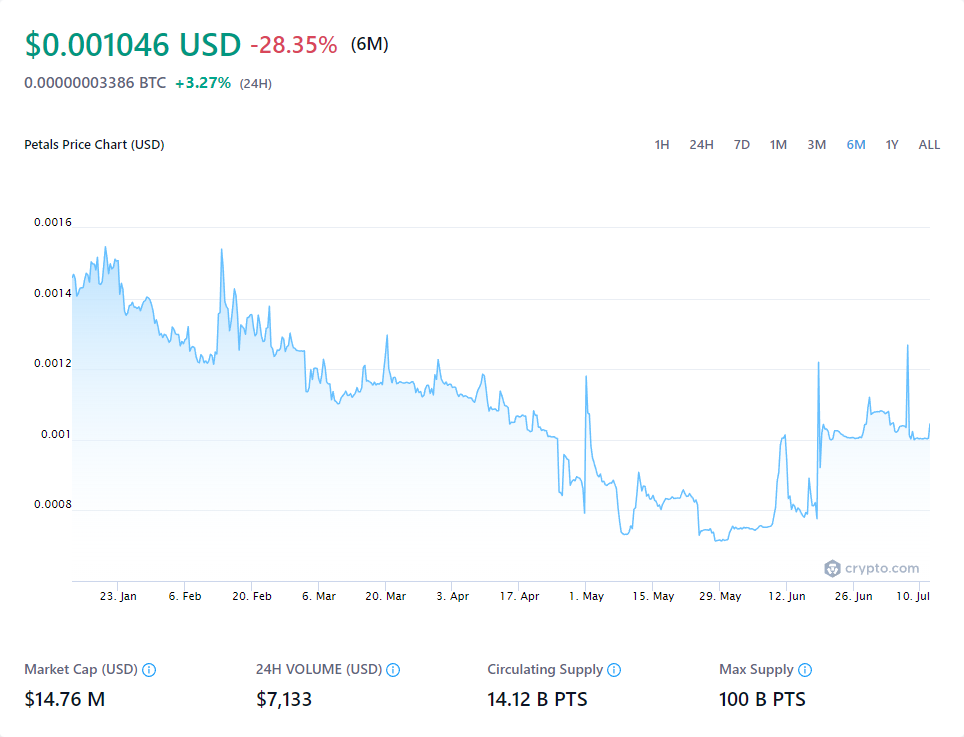 $0.001046 USD -28.35% (6M)
0.00000003386 BTC +3.27% (24H)
Petals Price Chart (USD) 1H 24H 7D 1M 3M 6M 1Y ALL
0.0016
0.0014
0.0012
0.001
0.0008
crypto.com
23. Jan 6. Feb 20. Feb 6. Mar 20. Mar 3. Apr 17. Apr 1. May 15. May 29. May 12. Jun 26. Jun 10. Jul
Market Cap (USD) 24H VOLUME (USD) Circulating Supply Max Supply
$14.76 M $7,133 14.12 B PTS 100 B PTS